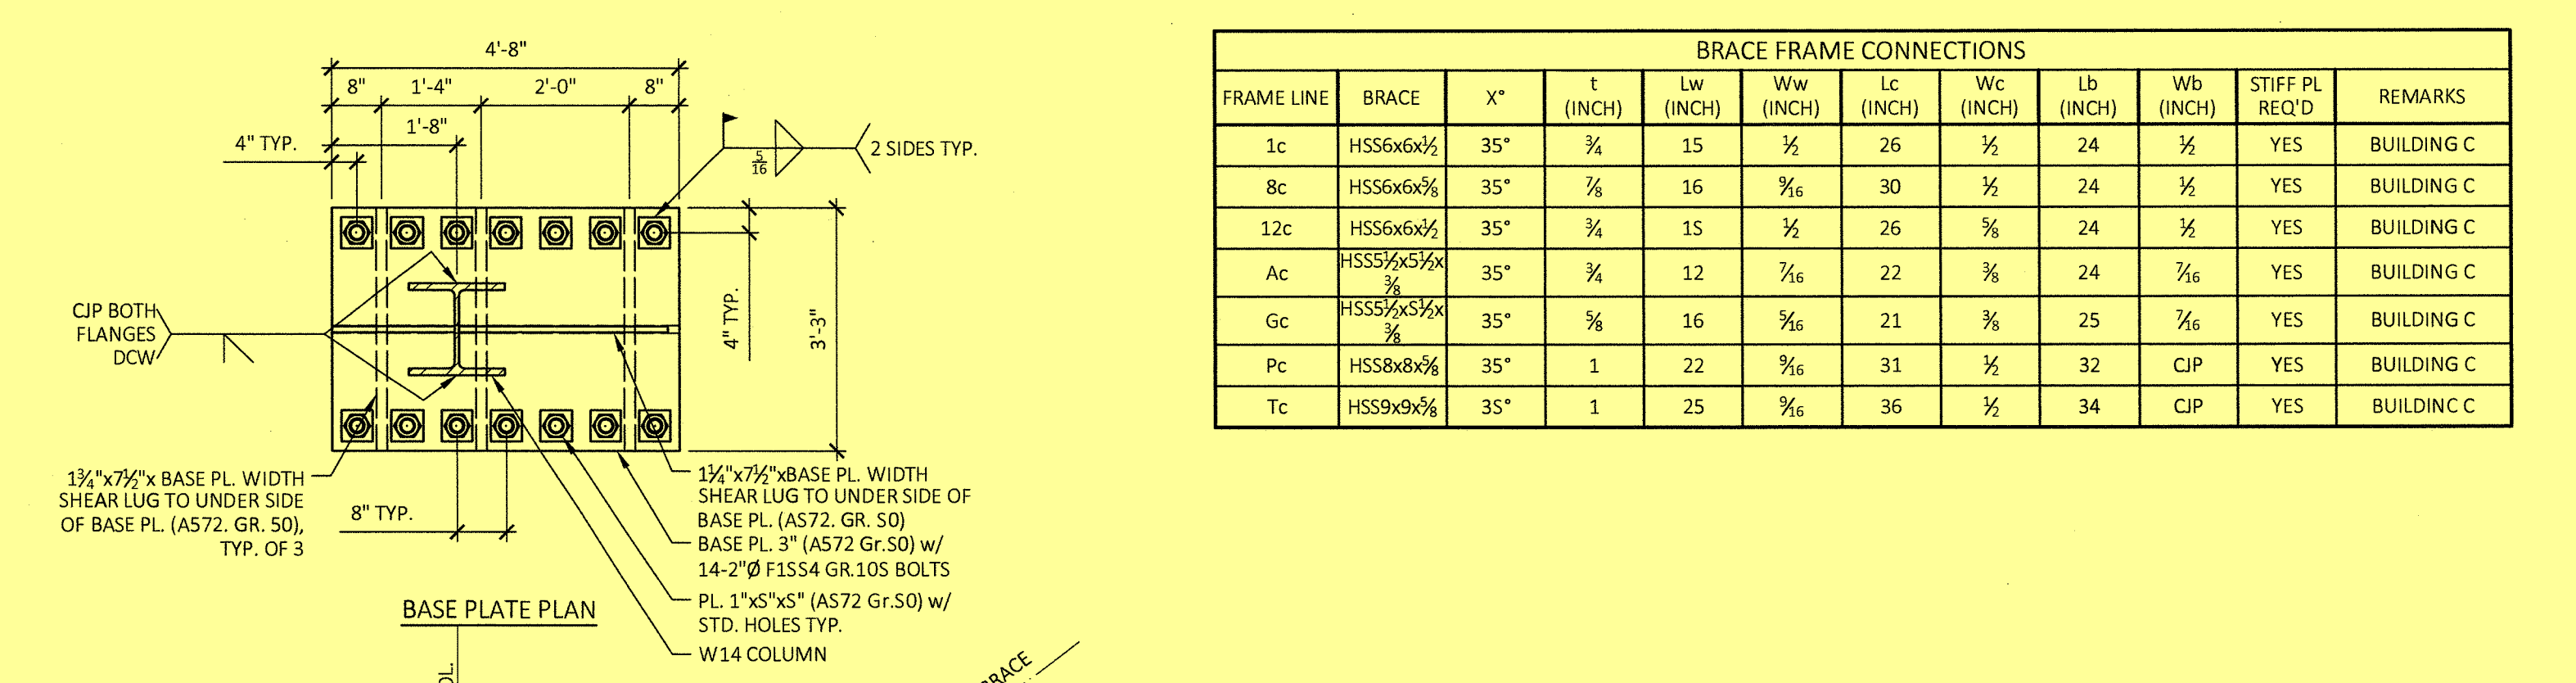 4'-8"
8" 1'-4" 2'-0" 8"
1'-8"
4" TYP.
5/16
2 SIDES TYP.
4" TYP.
3'-3"
CJP BOTH
FLANGES
DCW
1¾"x7½"x BASE PL. WIDTH
SHEAR LUG TO UNDER SIDE
OF BASE PL. (A572. GR. 50),
TYP. OF 3
8" TYP.
1¼"x7½"xBASE PL. WIDTH
SHEAR LUG TO UNDER SIDE OF
BASE PL. (AS72. GR. S0)
BASE PL. 3" (A572 Gr.S0) w/
14-2"Ø F1SS4 GR.10S BOLTS
PL. 1"xS"xS" (AS72 Gr.S0) w/
STD. HOLES TYP.
W14 COLUMN
BASE PLATE PLAN
OL.
BRACE
BRACE FRAME CONNECTIONS
FRAME LINE BRACE X° t (INCH) Lw (INCH) Ww (INCH) Lc (INCH) Wc (INCH) Lb (INCH) Wb (INCH) STIFF PL REQ'D REMARKS
1c HSS6x6x½ 35° ¾ 15 ½ 26 ½ 24 ½ YES BUILDING C
8c HSS6x6x⅝ 35° ⅞ 16 9/16 30 ½ 24 ½ YES BUILDING C
12c HSS6x6x½ 35° ¾ 1S ½ 26 ⅝ 24 ½ YES BUILDING C
Ac HSS5½x5½x⅜ 35° ¾ 12 7/16 22 ⅜ 24 7/16 YES BUILDING C
Gc HSS5½xS½x⅜ 35° ⅝ 16 5/16 21 ⅜ 25 7/16 YES BUILDING C
Pc HSS8x8x⅝ 35° 1 22 9/16 31 ½ 32 CJP YES BUILDING C
Tc HSS9x9x⅝ 3S° 1 25 9/16 36 ½ 34 CJP YES BUILDINC C